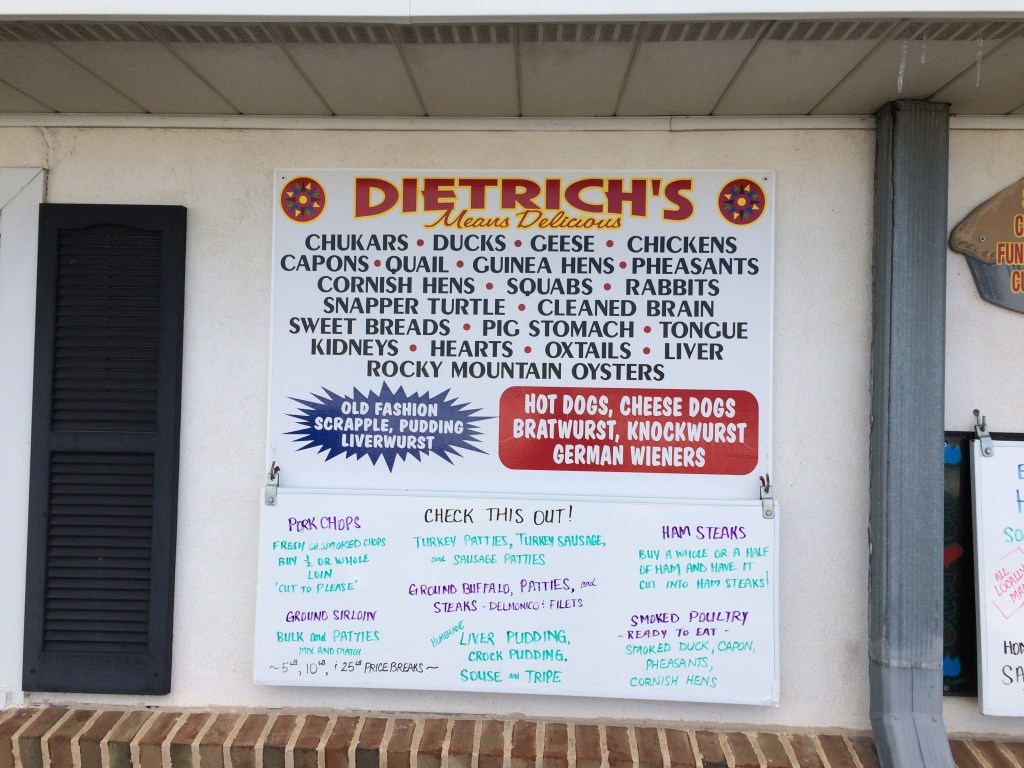 DIETRICH'S
Means Delicious
CHUKARS • DUCKS • GEESE • CHICKENS
CAPONS • QUAIL • GUINEA HENS • PHEASANTS
CORNISH HENS • SQUABS • RABBITS
SNAPPER TURTLE • CLEANED BRAIN
SWEET BREADS • PIG STOMACH • TONGUE
KIDNEYS • HEARTS • OXTAILS • LIVER
ROCKY MOUNTAIN OYSTERS
OLD FASHION
SCRAPPLE, PUDDING
LIVERWURST
HOT DOGS, CHEESE DOGS
BRATWURST, KNOCKWURST
GERMAN WIENERS
CHECK THIS OUT!
PORK CHOPS
FRESH or SMOKED CHOPS
BUY ½ OR WHOLE
LOIN
'CUT TO PLEASE'
GROUND SIRLOIN
BULK and PATTIES
MIX AND MATCH
~ 5LB, 10LB, & 25LB PRICE BREAKS ~
TURKEY PATTIES, TURKEY SAUSAGE,
and SAUSAGE PATTIES
GROUND BUFFALO, PATTIES, and
STEAKS - DELMONICO & FILETS
HOMEMADE
LIVER PUDDING,
CROCK PUDDING,
SOUSE and TRIPE
HAM STEAKS
BUY A WHOLE OR A HALF
OF HAM AND HAVE IT
CUT INTO HAM STEAKS!
SMOKED POULTRY
- READY TO EAT -
SMOKED DUCK, CAPON,
PHEASANTS,
CORNISH HENS
FUN
ALL
LOCALLY